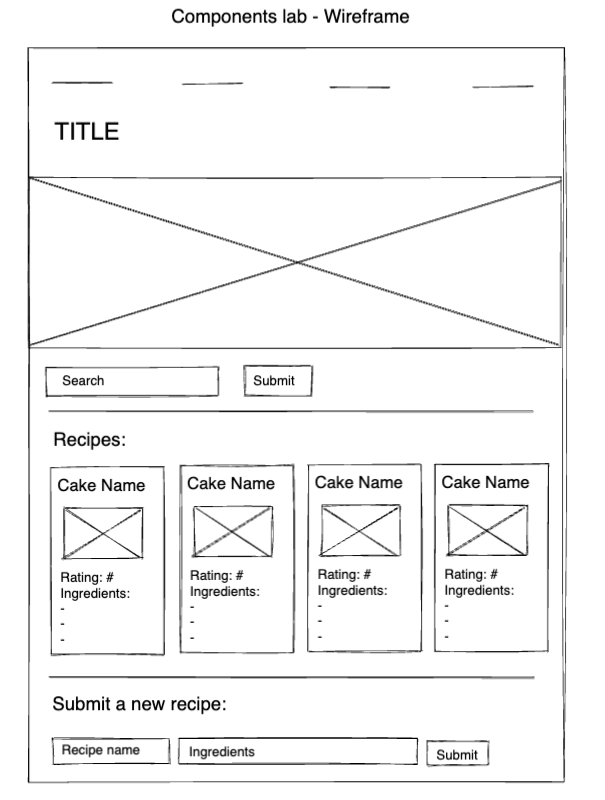 Components lab - Wireframe
TITLE
Search
Submit
Recipes:
Cake Name
Rating: #
Ingredients:
-
-
-
Cake Name
Rating: #
Ingredients:
-
-
-
Cake Name
Rating: #
Ingredients:
-
-
-
Cake Name
Rating: #
Ingredients:
-
-
-
Submit a new recipe:
Recipe name
Ingredients
Submit